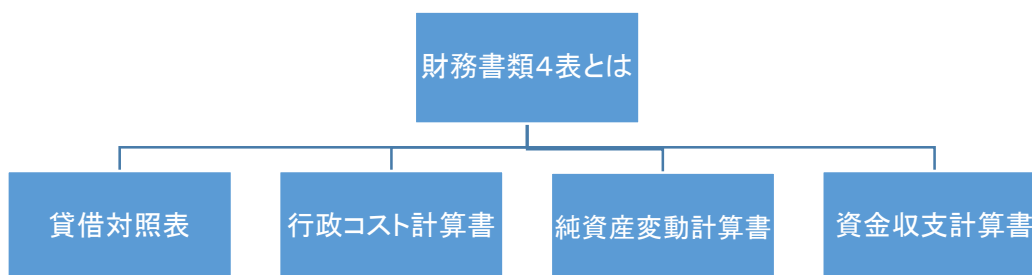 財務書類4表とは
貸借対照表
行政コスト計算書
純資産変動計算書
資金収支計算書